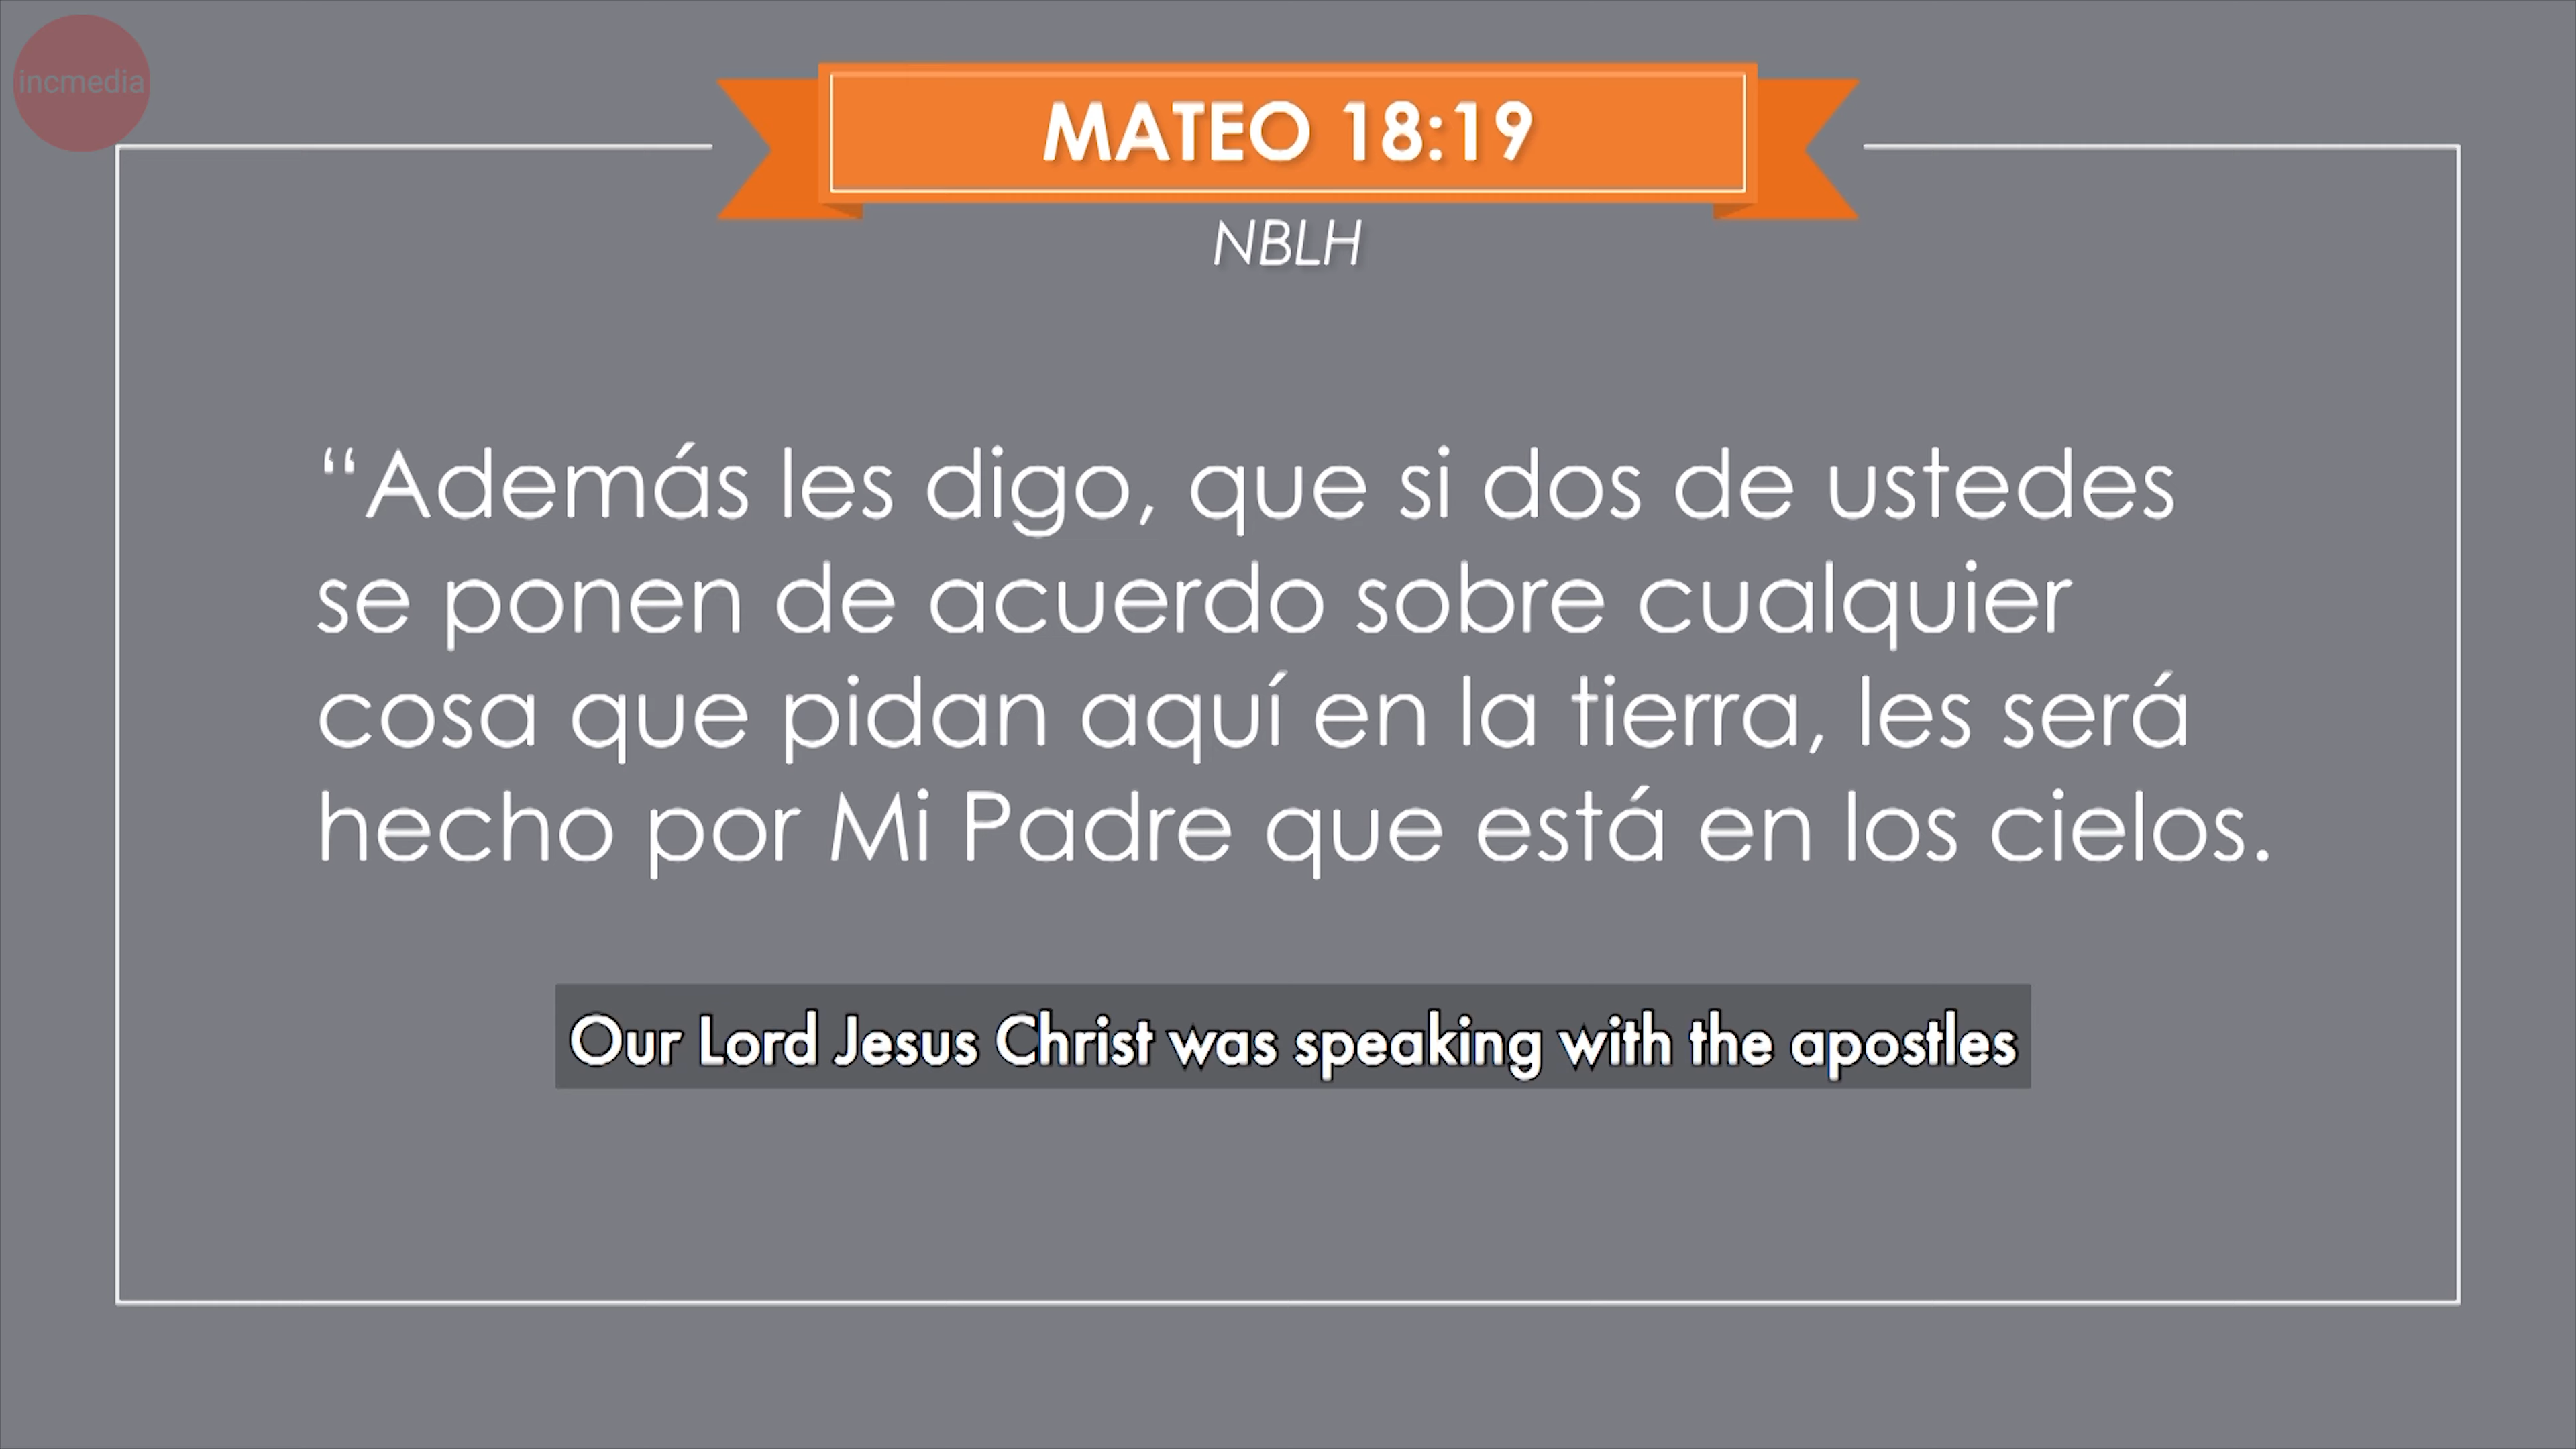 incmedia
MATEO 18:19
NBLH
“Además les digo, que si dos de ustedes
se ponen de acuerdo sobre cualquier
cosa que pidan aquí en la tierra, les será
hecho por Mi Padre que está en los cielos.
Our Lord Jesus Christ was speaking with the apostles